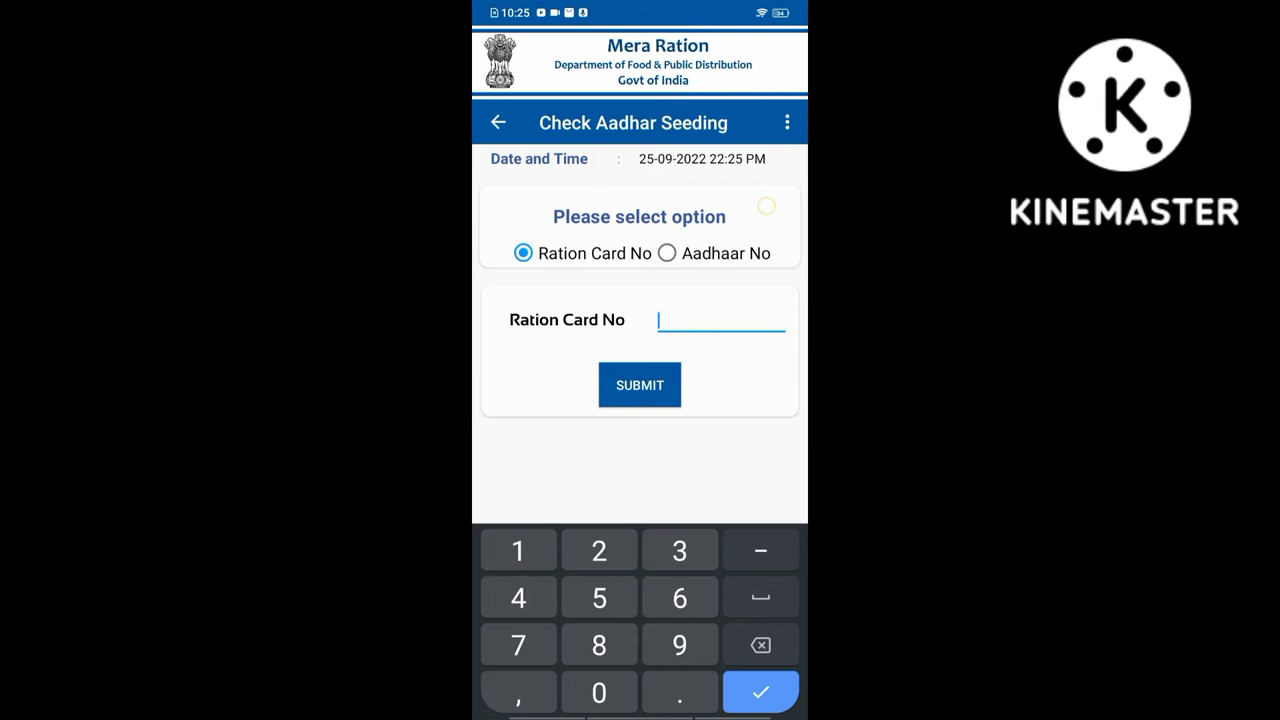 10:25
34
Mera Ration
Department of Food & Public Distribution
Govt of India
Check Aadhar Seeding
Date and Time : 25-09-2022 22:25 PM
Please select option
Ration Card No Aadhaar No
Ration Card No
SUBMIT
1 2 3 –
4 5 6
7 8 9
, 0 .
K
KINEMASTER